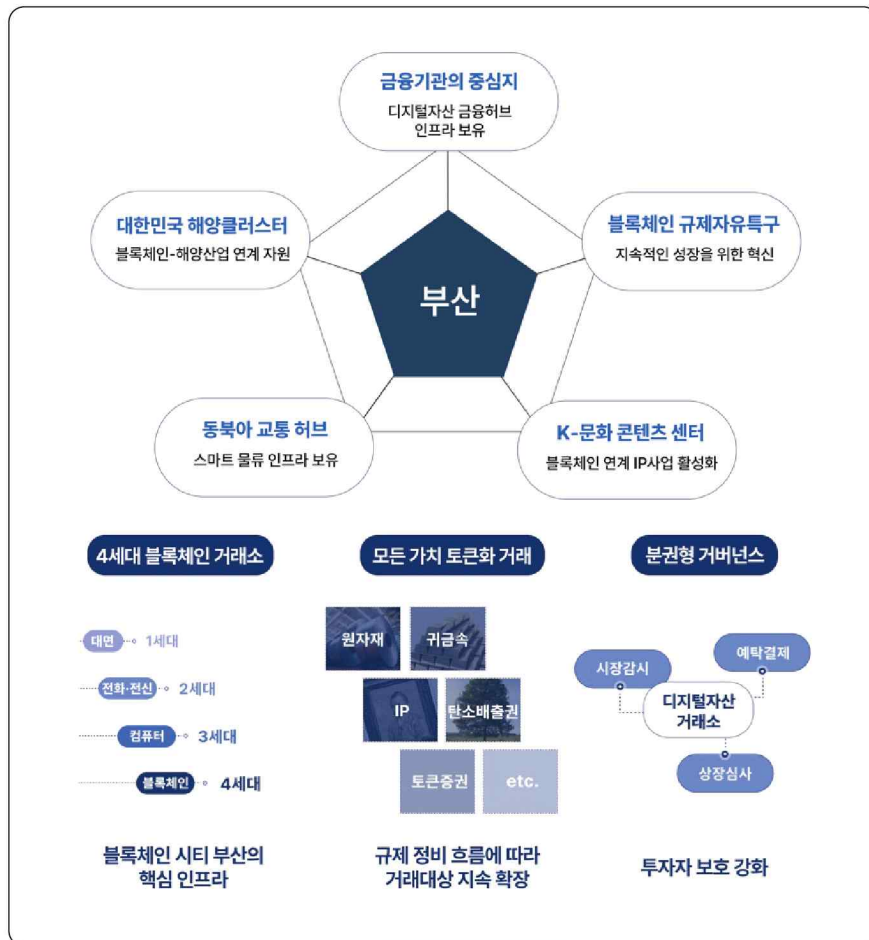 금융기관의 중심지
디지털자산 금융허브
인프라 보유
대한민국 해양클러스터
블록체인-해양산업 연계 자원
블록체인 규제자유특구
지속적인 성장을 위한 혁신
부산
동북아 교통 허브
스마트 물류 인프라 보유
K-문화 콘텐츠 센터
블록체인 연계 IP사업 활성화
4세대 블록체인 거래소
대면 1세대
전화·전신 2세대
컴퓨터 3세대
블록체인 4세대
블록체인 시티 부산의
핵심 인프라
모든 가치 토큰화 거래
원자재 귀금속
IP 탄소배출권
토큰증권 etc.
규제 정비 흐름에 따라
거래대상 지속 확장
분권형 거버넌스
시장감시
예탁결제
디지털자산
거래소
상장심사
투자자 보호 강화